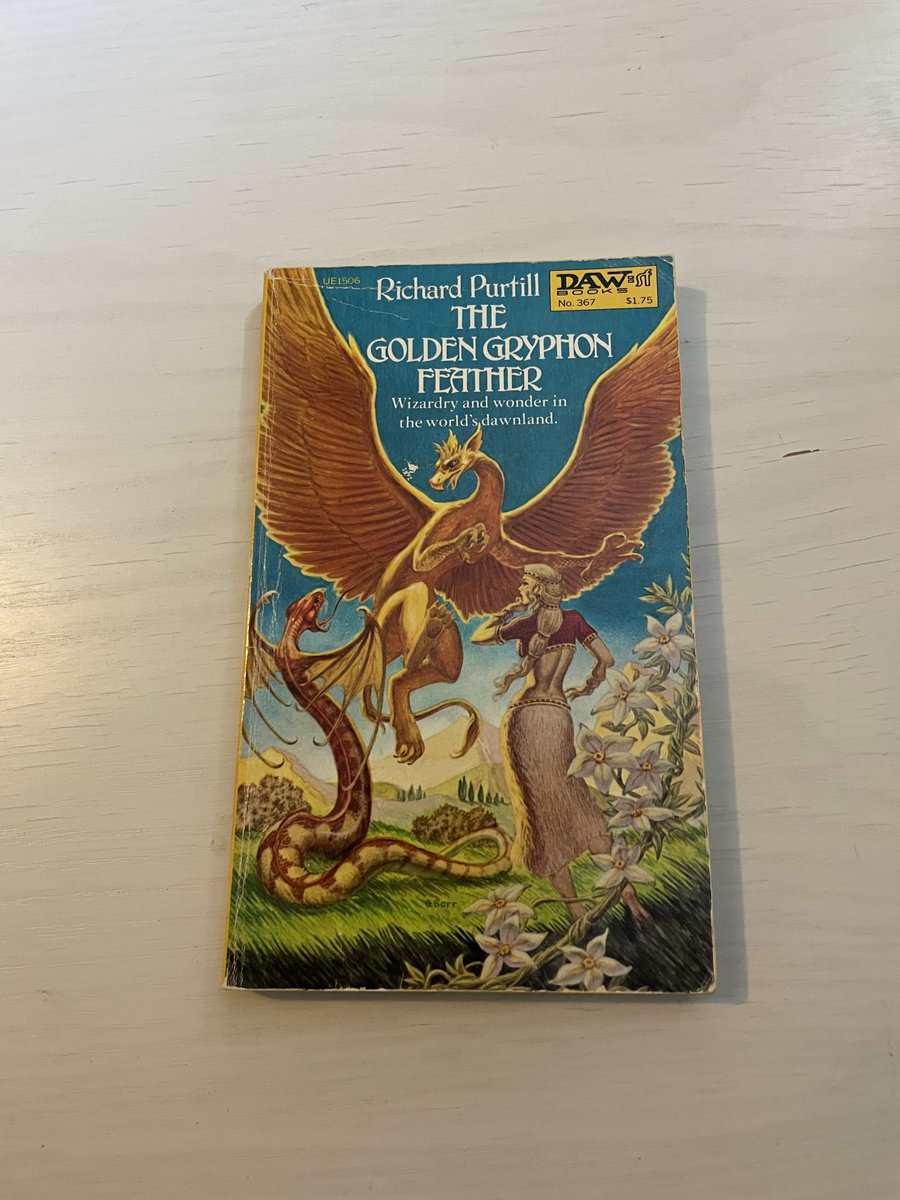 UE1506
Richard Purtill
DAW SF
BOOKS
No. 367 $1.75
THE
GOLDEN GRYPHON
FEATHER
Wizardry and wonder in
the world's dawnland.
G. Barr